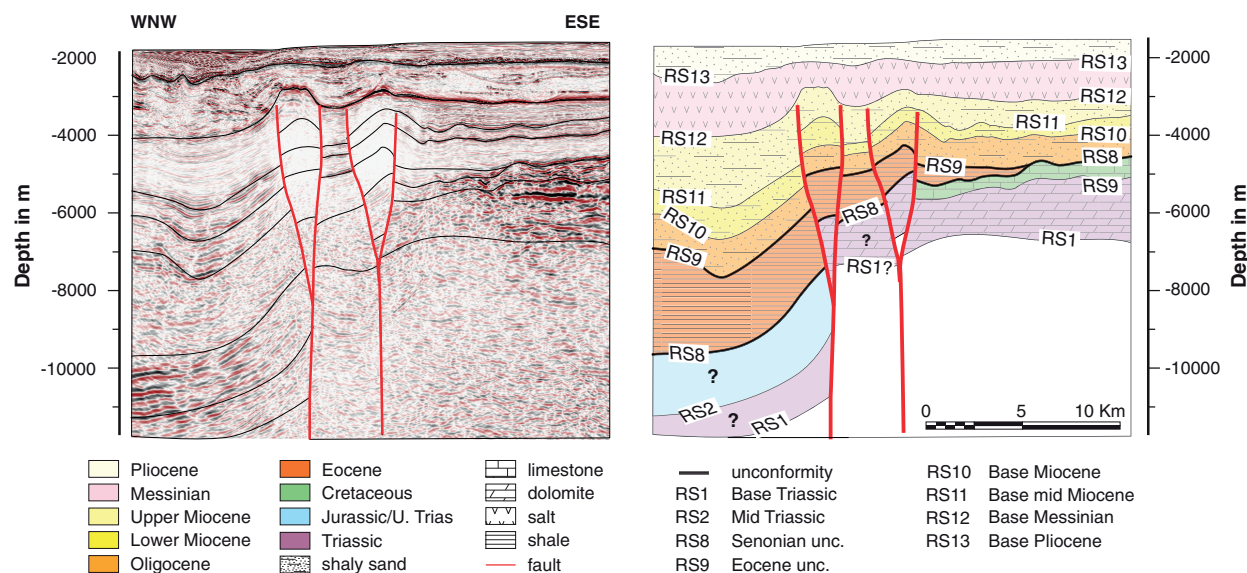 WNW
ESE
Depth in m
-2000
-4000
-6000
-8000
-10000
RS13
RS13
RS12
RS12
RS11
RS11
RS10
RS10
RS9
RS8
RS9
RS8
RS9
RS1
?
RS1?
RS8
?
RS2
?
RS1
0 5 10 Km
-2000
-4000
-6000
-8000
-10000
Depth in m
Pliocene
Messinian
Upper Miocene
Lower Miocene
Oligocene
Eocene
Cretaceous
Jurassic/U. Trias
Triassic
shaly sand
limestone
dolomite
salt
shale
fault
unconformity
RS1 Base Triassic
RS2 Mid Triassic
RS8 Senonian unc.
RS9 Eocene unc.
RS10 Base Miocene
RS11 Base mid Miocene
RS12 Base Messinian
RS13 Base Pliocene